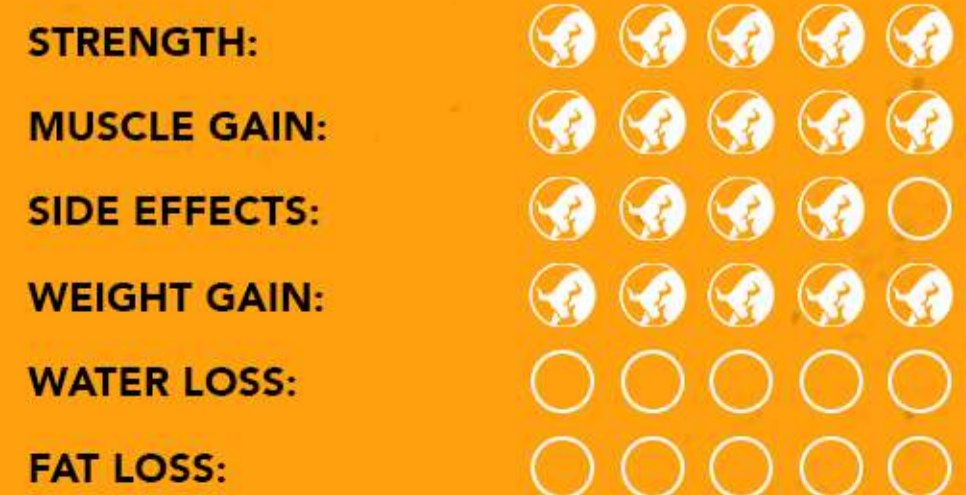 STRENGTH:
MUSCLE GAIN:
SIDE EFFECTS:
WEIGHT GAIN:
WATER LOSS:
FAT LOSS: